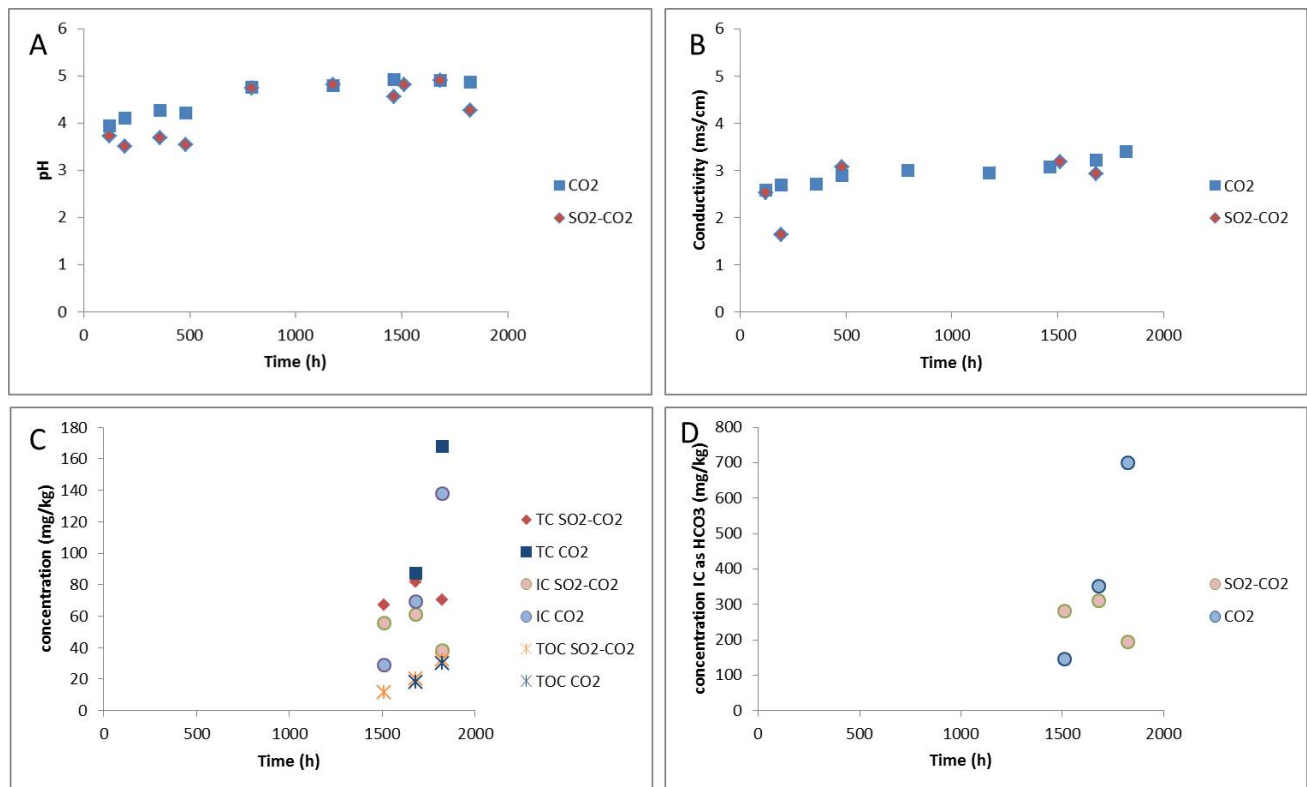 A
6
5
4
3
2
1
0
pH
0
500
1000
1500
2000
Time (h)
CO2
SO2-CO2
B
6
5
4
3
2
1
0
Conductivity (ms/cm)
0
500
1000
1500
2000
Time (h)
CO2
SO2-CO2
C
180
160
140
120
100
80
60
40
20
0
concentration (mg/kg)
0
500
1000
1500
2000
Time (h)
TC SO2-CO2
TC CO2
IC SO2-CO2
IC CO2
TOC SO2-CO2
TOC CO2
D
800
700
600
500
400
300
200
100
0
concentration IC as HCO3 (mg/kg)
0
500
1000
1500
2000
Time (h)
SO2-CO2
CO2